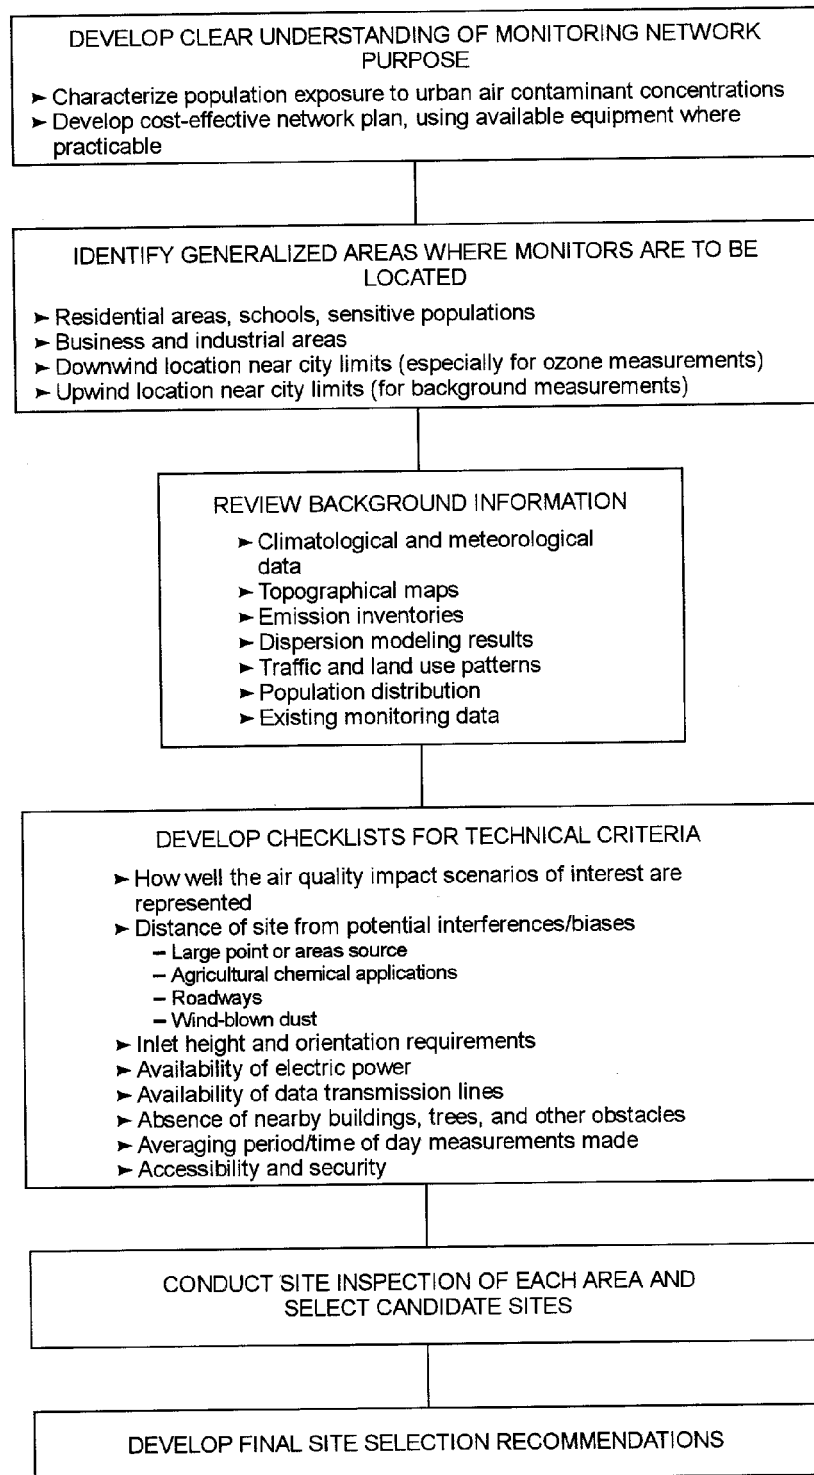 DEVELOP CLEAR UNDERSTANDING OF MONITORING NETWORK
PURPOSE
➤ Characterize population exposure to urban air contaminant concentrations
➤ Develop cost-effective network plan, using available equipment where
practicable
IDENTIFY GENERALIZED AREAS WHERE MONITORS ARE TO BE
LOCATED
➤ Residential areas, schools, sensitive populations
➤ Business and industrial areas
➤ Downwind location near city limits (especially for ozone measurements)
➤ Upwind location near city limits (for background measurements)
REVIEW BACKGROUND INFORMATION
➤ Climatological and meteorological
data
➤ Topographical maps
➤ Emission inventories
➤ Dispersion modeling results
➤ Traffic and land use patterns
➤ Population distribution
➤ Existing monitoring data
DEVELOP CHECKLISTS FOR TECHNICAL CRITERIA
➤ How well the air quality impact scenarios of interest are
represented
➤ Distance of site from potential interferences/biases
– Large point or areas source
– Agricultural chemical applications
– Roadways
– Wind-blown dust
➤ Inlet height and orientation requirements
➤ Availability of electric power
➤ Availability of data transmission lines
➤ Absence of nearby buildings, trees, and other obstacles
➤ Averaging period/time of day measurements made
➤ Accessibility and security
CONDUCT SITE INSPECTION OF EACH AREA AND
SELECT CANDIDATE SITES
DEVELOP FINAL SITE SELECTION RECOMMENDATIONS